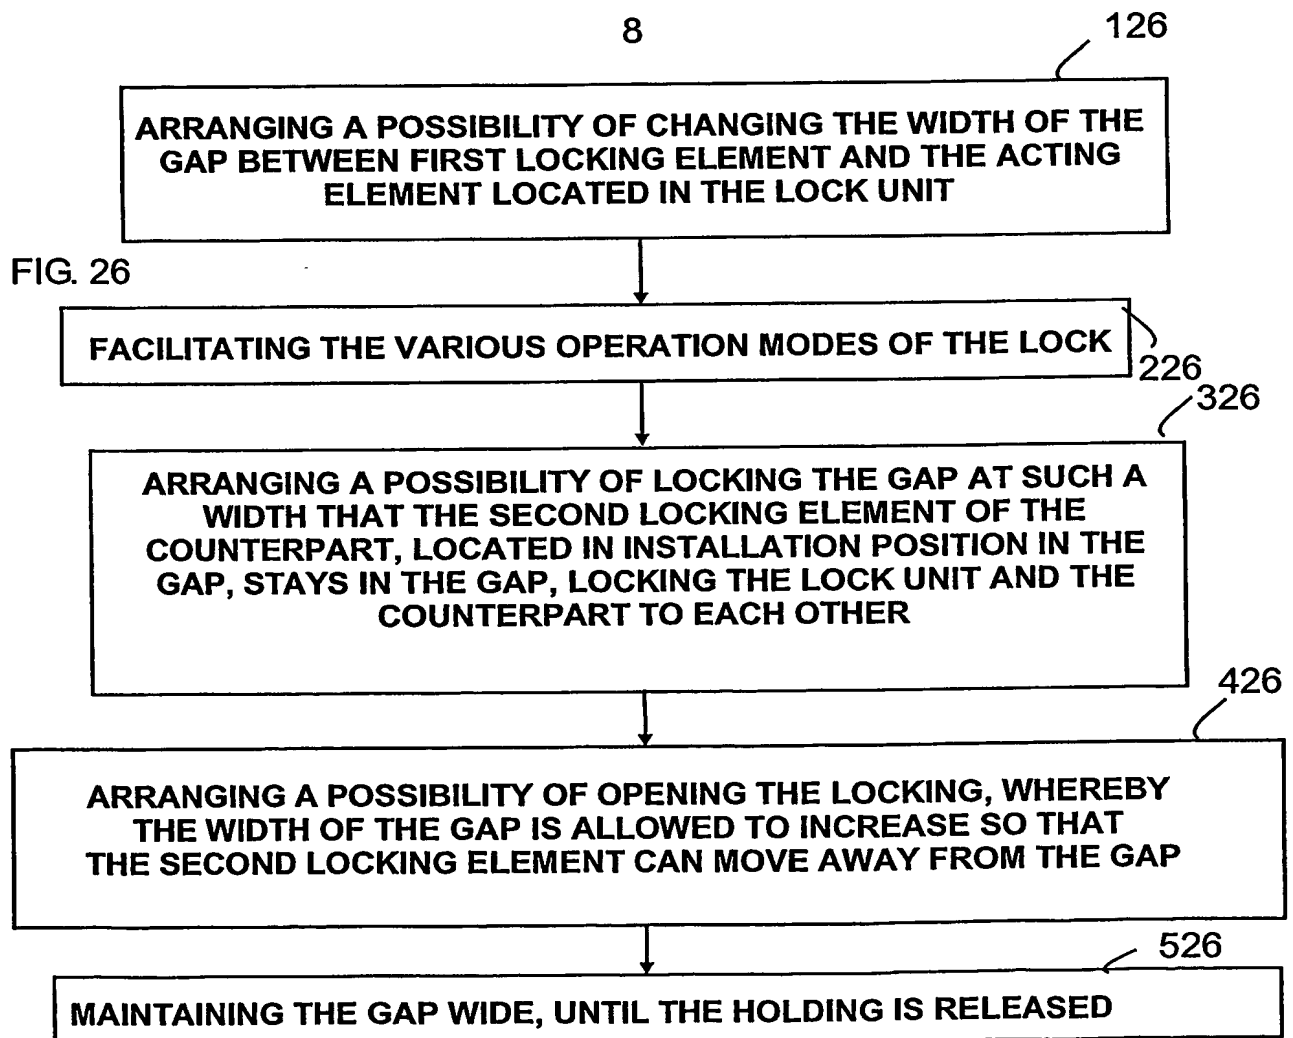 8
126
ARRANGING A POSSIBILITY OF CHANGING THE WIDTH OF THE
GAP BETWEEN FIRST LOCKING ELEMENT AND THE ACTING
ELEMENT LOCATED IN THE LOCK UNIT
FIG. 26
FACILITATING THE VARIOUS OPERATION MODES OF THE LOCK
226
326
ARRANGING A POSSIBILITY OF LOCKING THE GAP AT SUCH A
WIDTH THAT THE SECOND LOCKING ELEMENT OF THE
COUNTERPART, LOCATED IN INSTALLATION POSITION IN THE
GAP, STAYS IN THE GAP, LOCKING THE LOCK UNIT AND THE
COUNTERPART TO EACH OTHER
426
ARRANGING A POSSIBILITY OF OPENING THE LOCKING, WHEREBY
THE WIDTH OF THE GAP IS ALLOWED TO INCREASE SO THAT
THE SECOND LOCKING ELEMENT CAN MOVE AWAY FROM THE GAP
526
MAINTAINING THE GAP WIDE, UNTIL THE HOLDING IS RELEASED